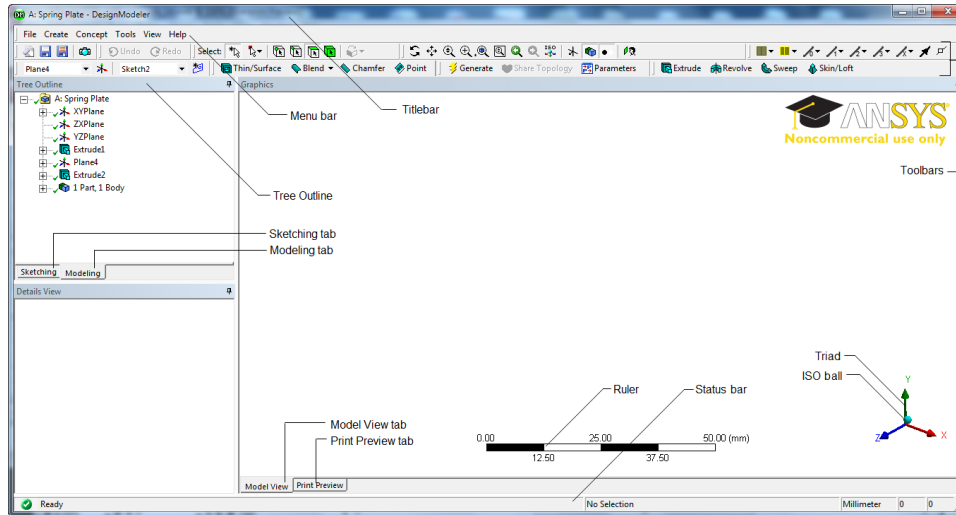 A: Spring Plate - DesignModeler
File Create Concept Tools View Help
Undo Redo Select:
Plane4 Sketch2 Thin/Surface Blend Chamfer Point Generate Share Topology Parameters Extrude Revolve Sweep Skin/Loft
Tree Outline
Graphics
A: Spring Plate
XYPlane
ZXPlane
YZPlane
Extrude1
Plane4
Extrude2
1 Part, 1 Body
Menu bar
Titlebar
ANSYS
Noncommercial use only
Toolbars
Tree Outline
Sketching tab
Modeling tab
Sketching Modeling
Details View
Triad
ISO ball
Y
Z
X
Ruler
Status bar
Model View tab
Print Preview tab
0.00 25.00 50.00 (mm)
12.50 37.50
Model View Print Preview
Ready No Selection Millimeter 0 0